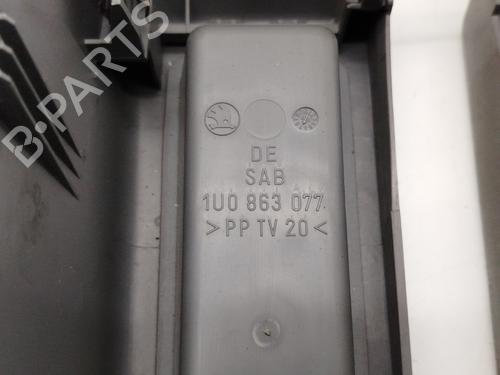 B·PARTS
DE
SAB
1U0 863 077
>PP TV 20<